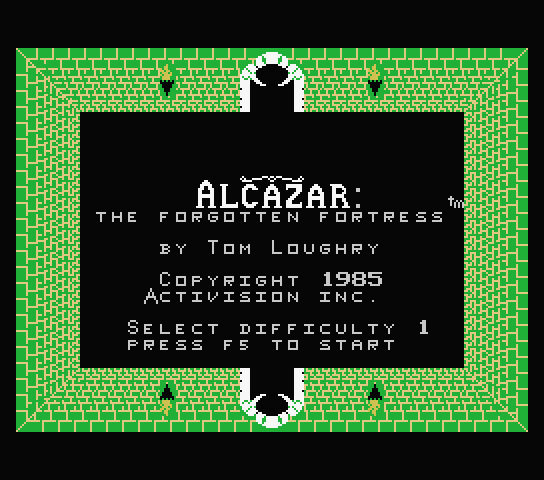 ALCAZAR: tm
THE FORGOTTEN FORTRESS
BY TOM LOUGHRY
COPYRIGHT 1985
ACTIVISION INC.
SELECT DIFFICULTY 1
PRESS F5 TO START